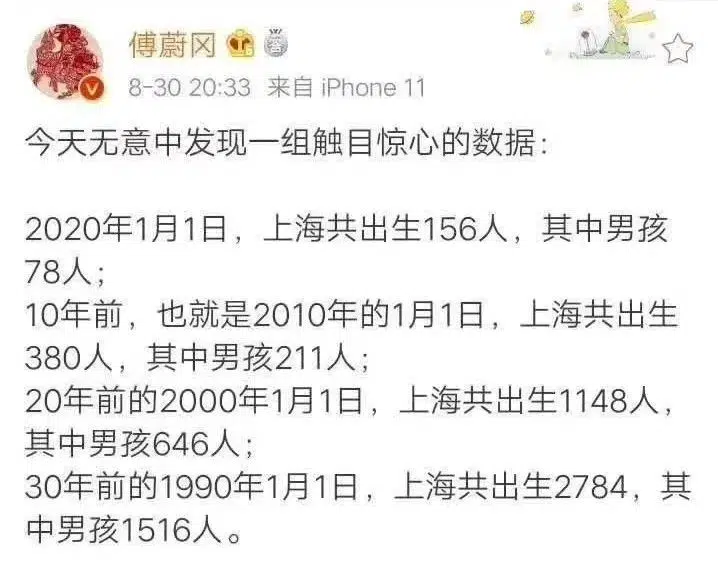 傅蔚冈
8-30 20:33 来自 iPhone 11
今天无意中发现一组触目惊心的数据：
2020年1月1日，上海共出生156人，其中男孩
78人；
10年前，也就是2010年的1月1日，上海共出生
380人，其中男孩211人；
20年前的2000年1月1日，上海共出生1148人，
其中男孩646人；
30年前的1990年1月1日，上海共出生2784，其
中男孩1516人。